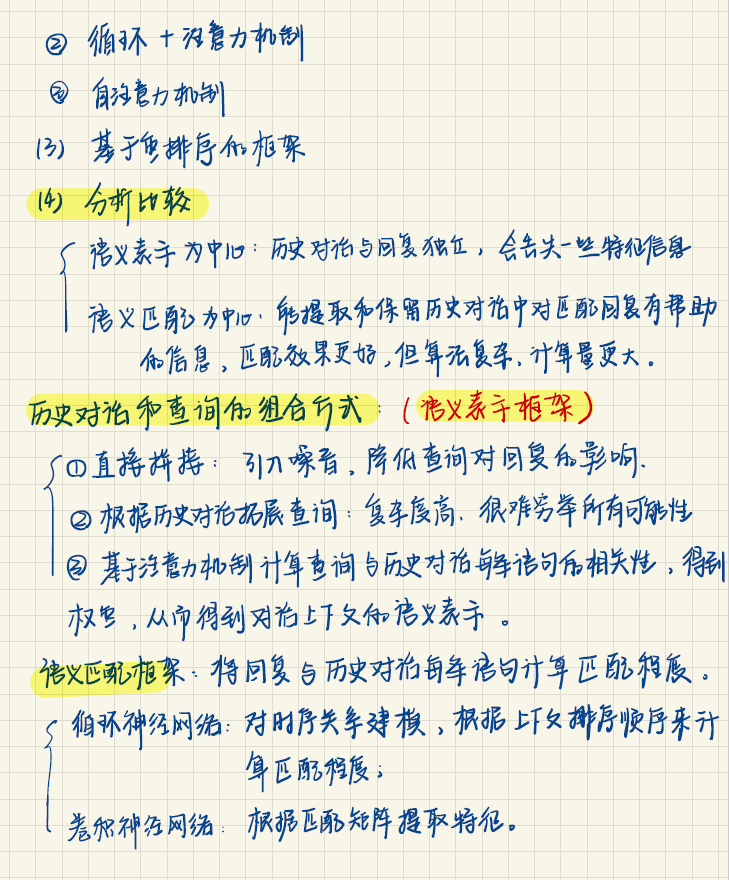 ② 循环 + 注意力机制
③ 自注意力机制
(3) 基于重排序的框架
(4) 分析比较
语义表示为中心：历史对话与回复独立，会丢失一些特征信息
语义匹配为中心：能提取和保留历史对话中对匹配回复有帮助
的信息，匹配效果更好，但算法复杂，计算量更大。
历史对话和查询的组合方式：(语义表示框架)
①直接拼接：引入噪音，降低查询对回复的影响.
②根据历史对话拓展查询：复杂度高，很难穷举所有可能性
③基于注意力机制计算查询与历史对话每条语句的相关性，得到
权重，从而得到对话上下文的语义表示。
语义匹配框架：将回复与历史对话每条语句计算匹配程度。
循环神经网络：对时序关系建模，根据上下文排序顺序来计
算匹配程度；
卷积神经网络：根据匹配矩阵提取特征。